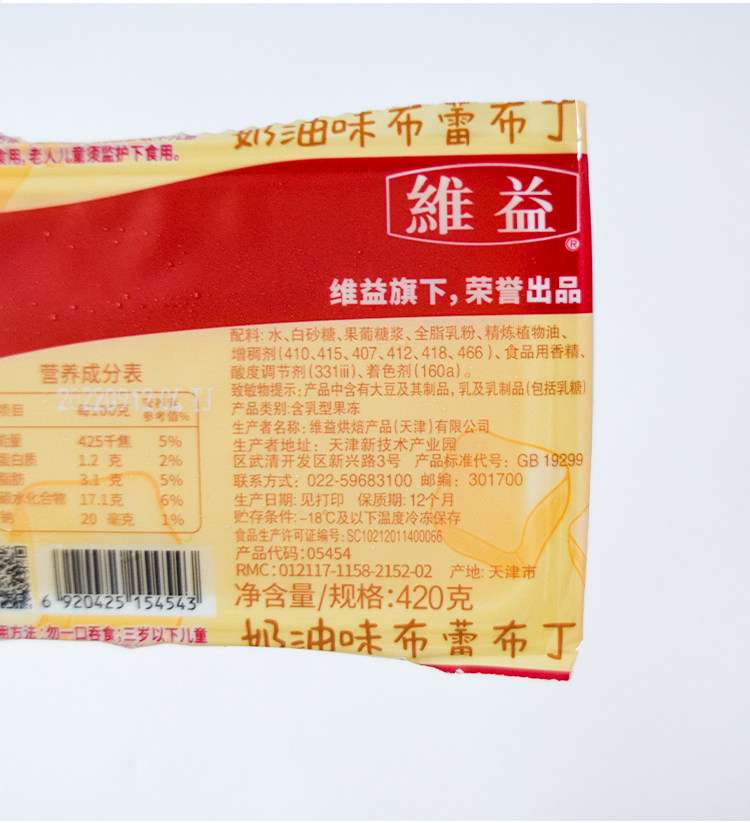 奶油味布蕾布丁
食用,老人儿童须监护下食用。
維益
®
维益旗下,荣誉出品
配料:水、白砂糖、果葡糖浆、全脂乳粉、精炼植物油、
增稠剂(410、415、407、412、418、466)、食品用香精、
酸度调节剂(331iii)、着色剂(160a)。
致敏物提示:产品中含有大豆及其制品,乳及乳制品(包括乳糖)
产品类别:含乳型果冻
生产者名称:维益烘焙产品(天津)有限公司
生产者地址:天津新技术产业园
区武清开发区新兴路3号 产品标准代号:GB 19299
联系方式:022-59683100 邮编:301700
生产日期:见打印 保质期:12个月
贮存条件:-18℃及以下温度冷冻保存
食品生产许可证编号:SC10212011400066
产品代码:05454
RMC:012117-1158-2152-02 产地:天津市
净含量/规格:420克
营养成分表
项目 每100克 参考值%
能量 425千焦 5%
蛋白质 1.2 克 2%
脂肪 3.1 克 5%
碳水化合物 17.1克 6%
钠 20 毫克 1%
6 920425 154543
用方法:勿一口吞食;三岁以下儿童
奶油味布蕾布丁